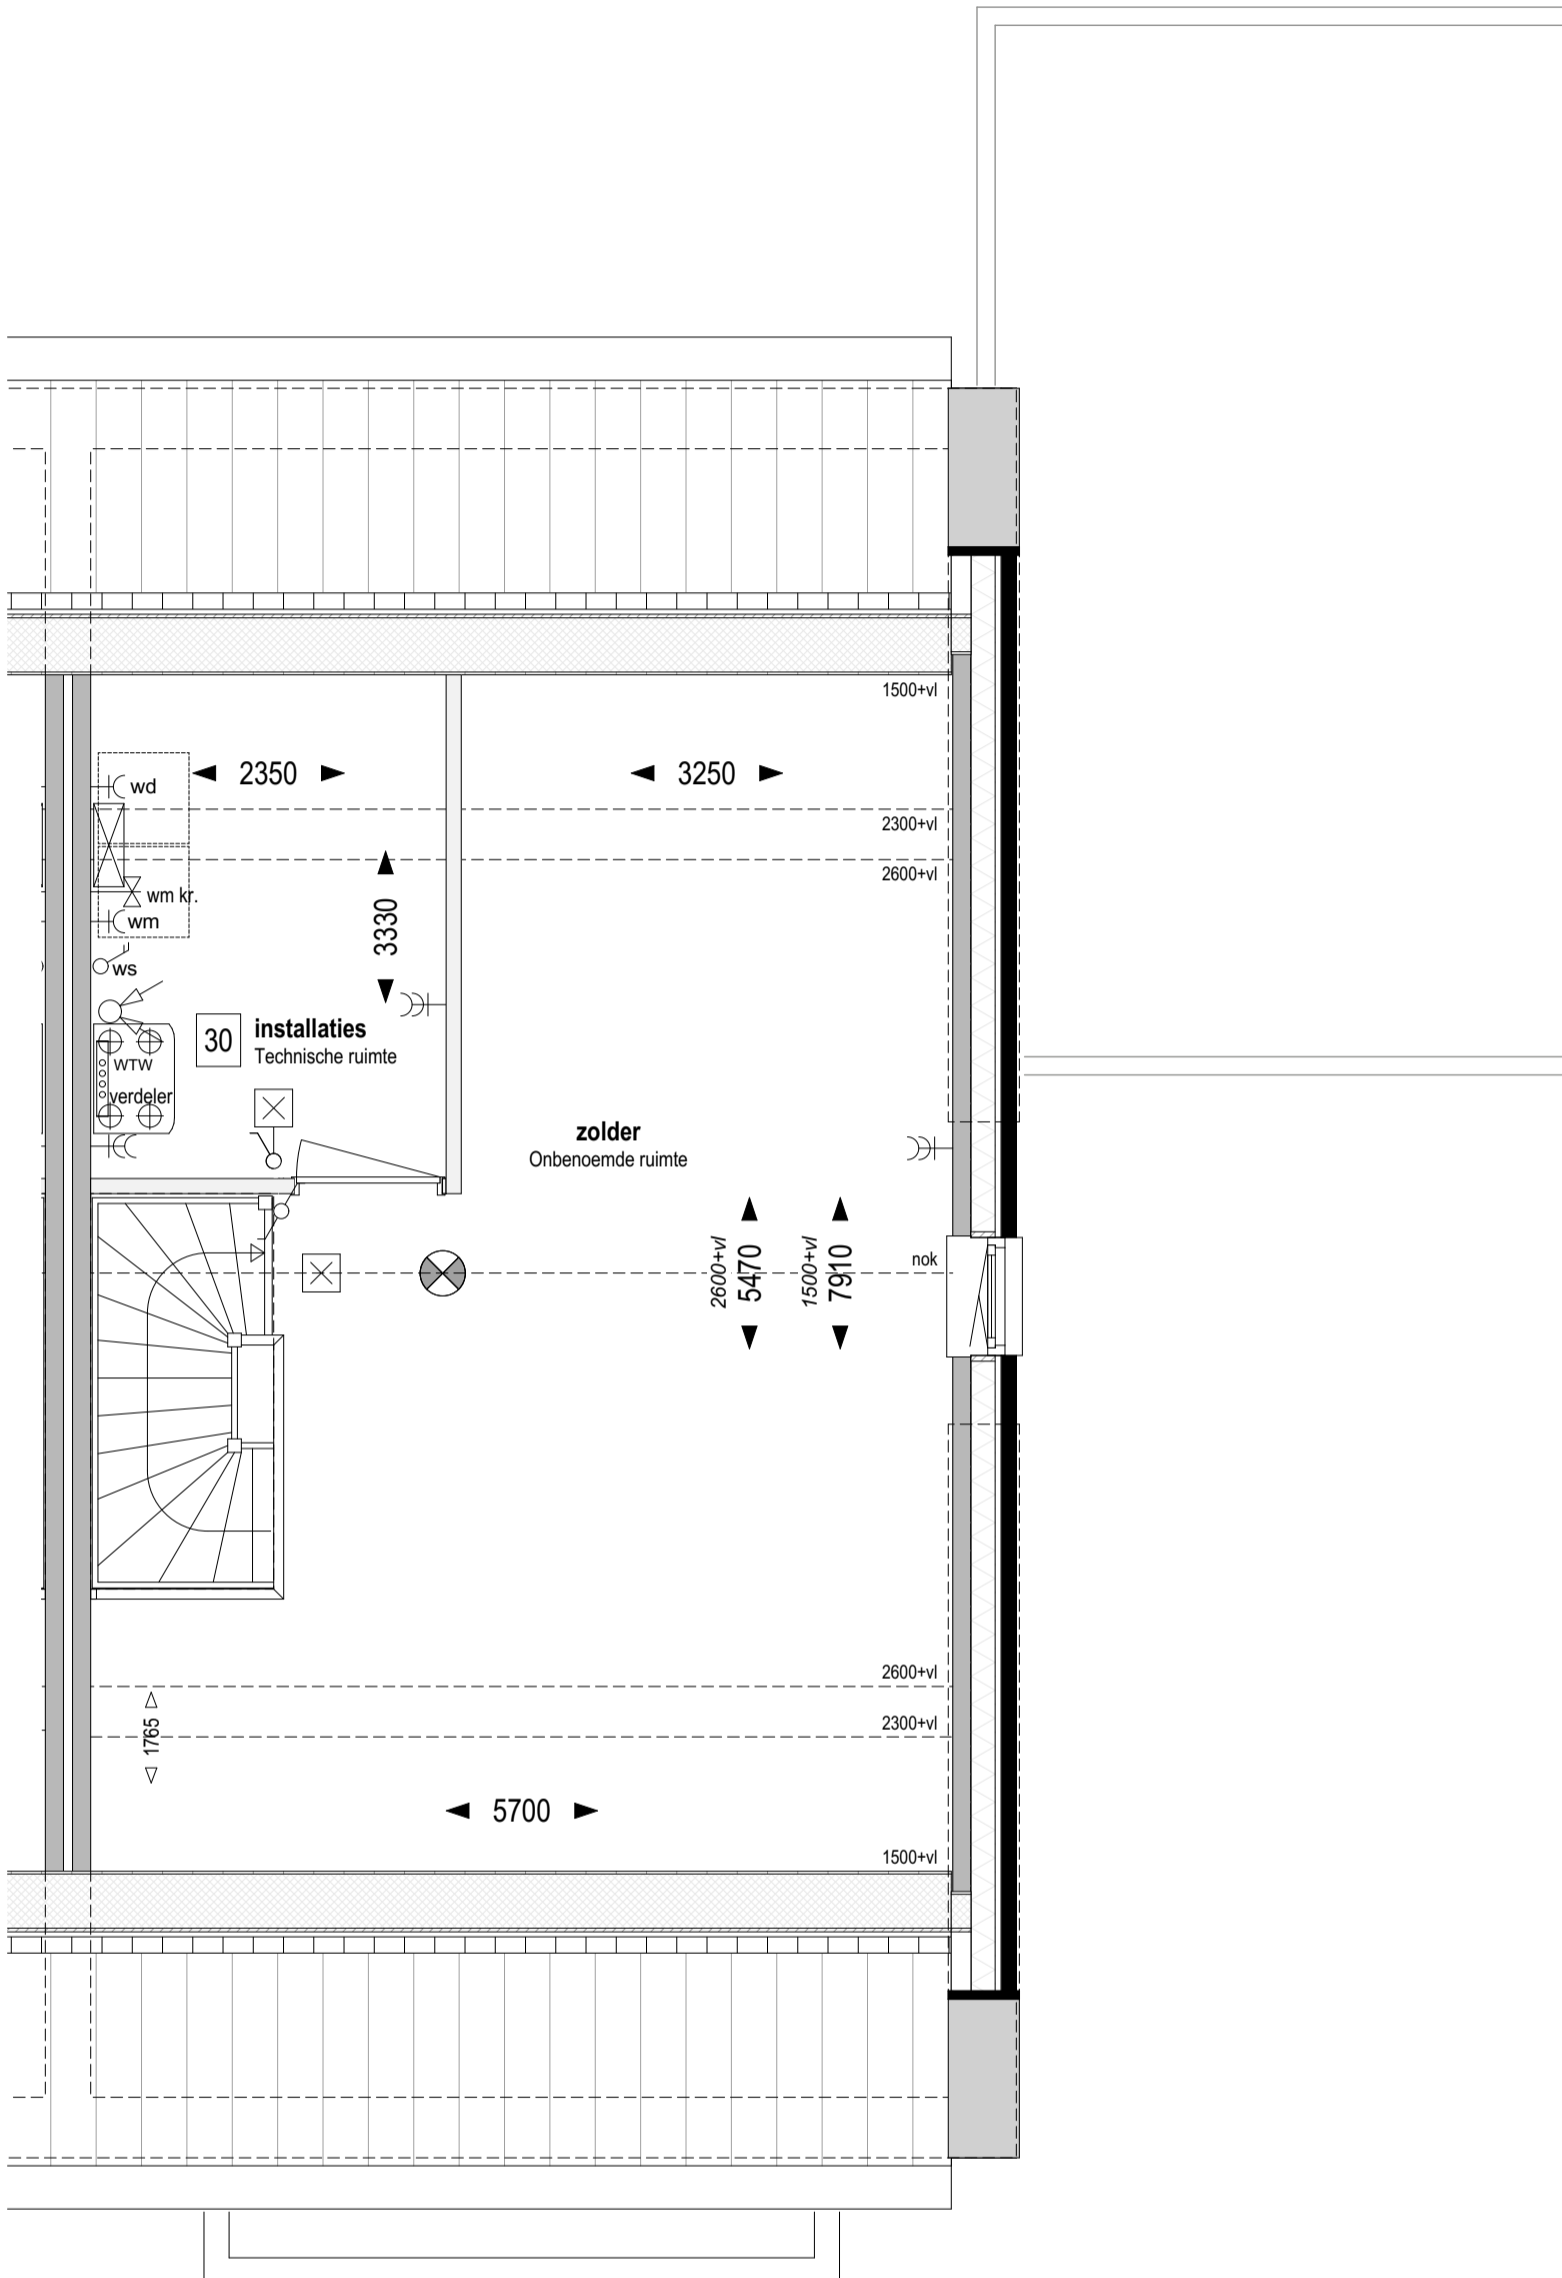 1500+vl
wd
2350
3250
2300+vl
2600+vl
wm kr.
wm
3330
ws
30
installaties
Technische ruimte
WTW
verdeler
zolder
Onbenoemde ruimte
2600+vl
5470
1500+vl
7910
nok
2600+vl
1765
2300+vl
5700
1500+vl